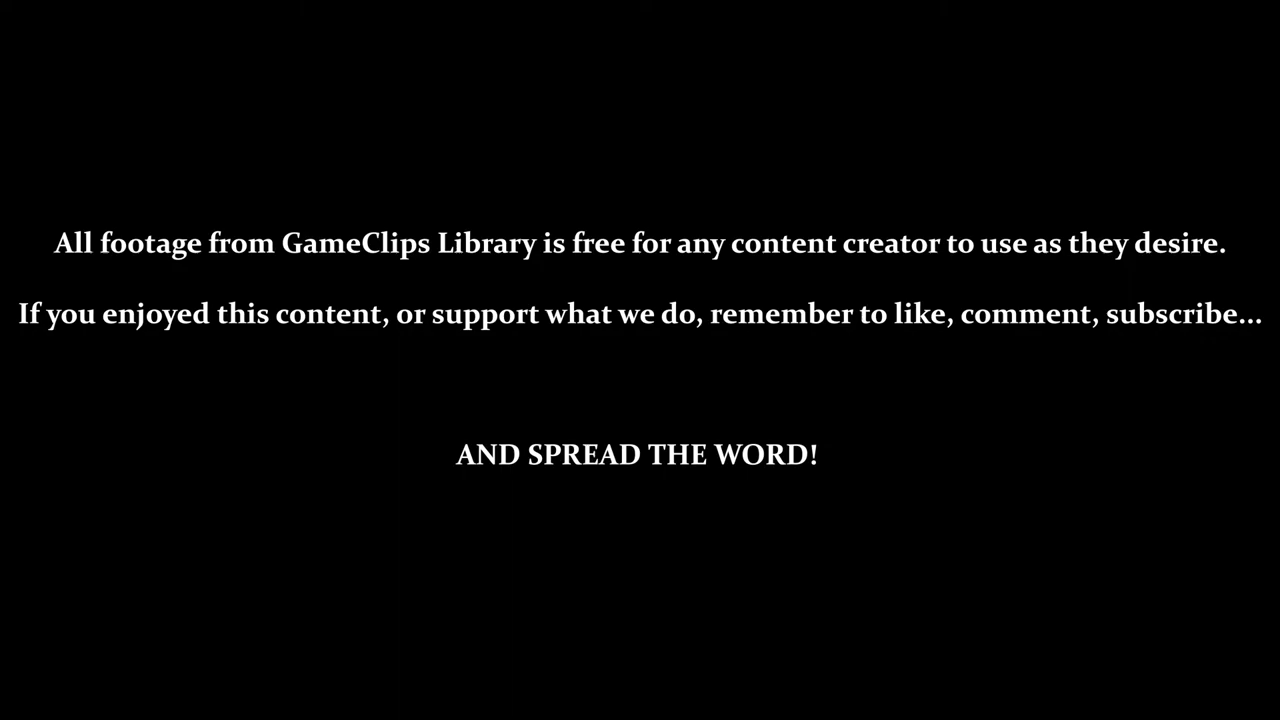 All footage from GameClips Library is free for any content creator to use as they desire.
If you enjoyed this content, or support what we do, remember to like, comment, subscribe...
AND SPREAD THE WORD!